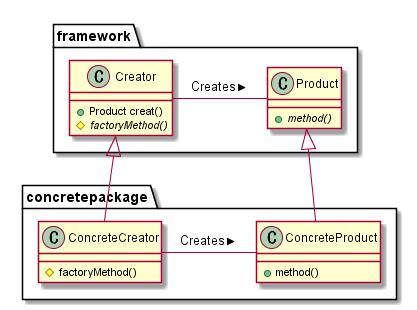 framework
C Creator
Creates▶
C Product
Product creat()
factoryMethod()
method()
concretepackage
C ConcreteCreator
Creates▶
C ConcreteProduct
factoryMethod()
method()